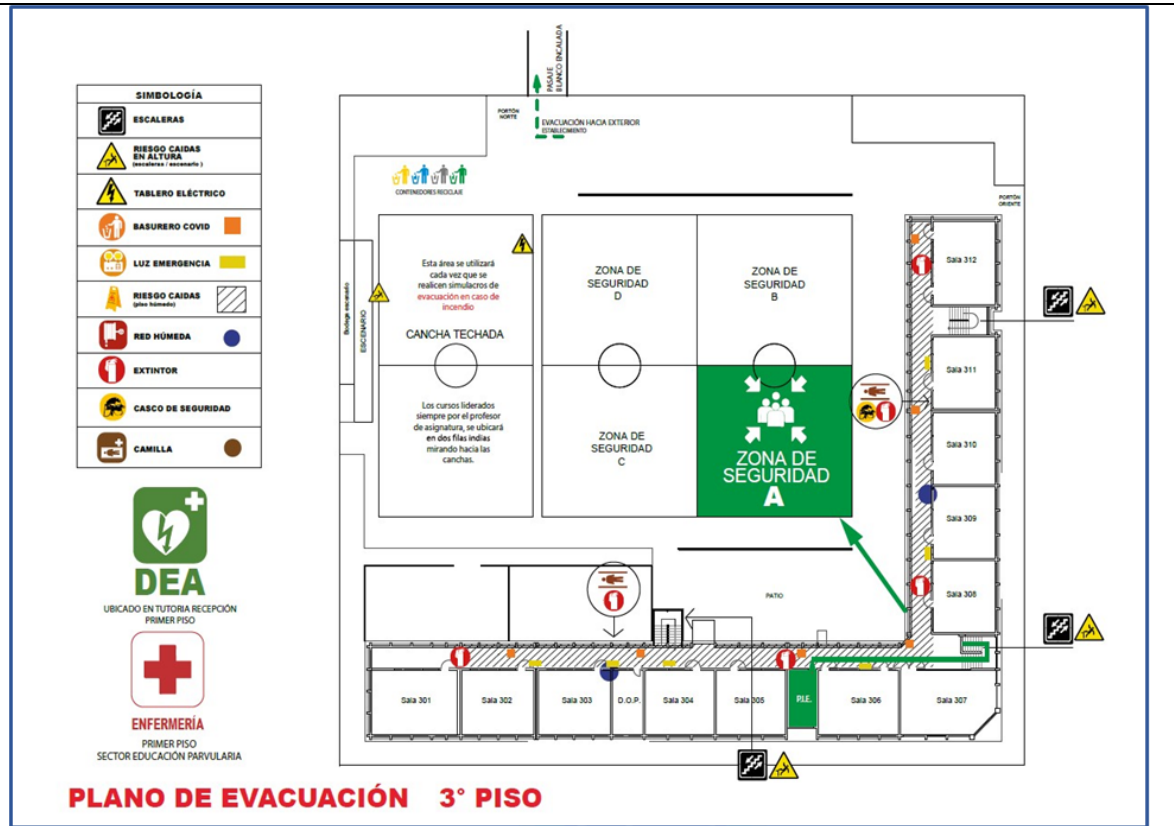 SIMBOLOGÍA
ESCALERAS
RIESGO CAIDAS
EN ALTURA
(escaleras / escenario )
TABLERO ELÉCTRICO
BASURERO COVID
LUZ EMERGENCIA
RIESGO CAIDAS
(piso húmedo)
RED HÚMEDA
EXTINTOR
CASCO DE SEGURIDAD
CAMILLA
DEA
UBICADO EN TUTORIA RECEPCIÓN
PRIMER PISO
ENFERMERÍA
PRIMER PISO
SECTOR EDUCACIÓN PARVULARIA
PASAJE
BLANCO ENCALADA
PORTÓN
NORTE
EVACUACIÓN HACIA EXTERIOR
ESTABLECIMIENTO
CONTENEDORES RECICLAJE
PORTÓN
ORIENTE
Bodega escenario
ESCENARIO
Esta área se utilizará
cada vez que se
realicen simulacros de
evacuación en caso de
incendio
CANCHA TECHADA
Los cursos liderados
siempre por el profesor
de asignatura, se ubicará
en dos filas indias
mirando hacia las
canchas.
ZONA DE
SEGURIDAD
D
ZONA DE
SEGURIDAD
B
ZONA DE
SEGURIDAD
C
ZONA DE
SEGURIDAD
A
PATIO
Sala 312
Sala 311
Sala 310
Sala 309
Sala 308
Sala 301
Sala 302
Sala 303
D.O.P.
Sala 304
Sala 305
P.I.E.
Sala 306
Sala 307
PLANO DE EVACUACIÓN 3° PISO